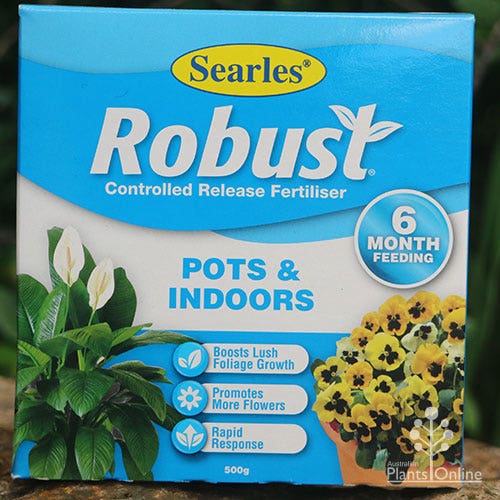 Searles®
Robust®
Controlled Release Fertiliser
6
MONTH
FEEDING
POTS &
INDOORS
Boosts Lush
Foliage Growth
Promotes
More Flowers
Rapid
Response
500g
Australian
Plants Online